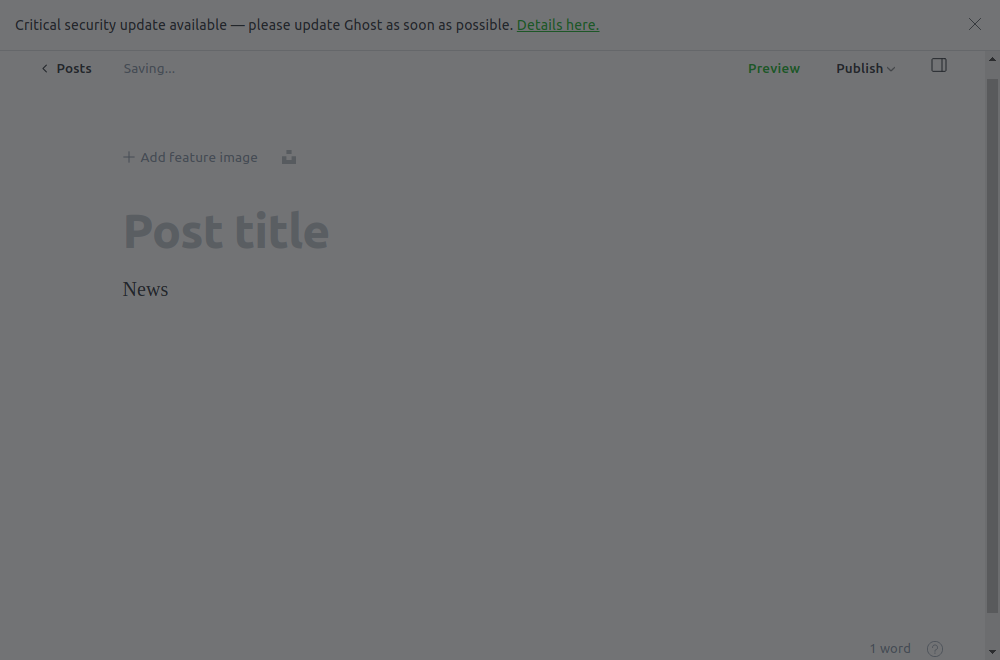 Critical security update available — please update Ghost as soon as possible. Details here.
Posts
Saving...
Preview
Publish
Add feature image
Post title
News
1 word
?